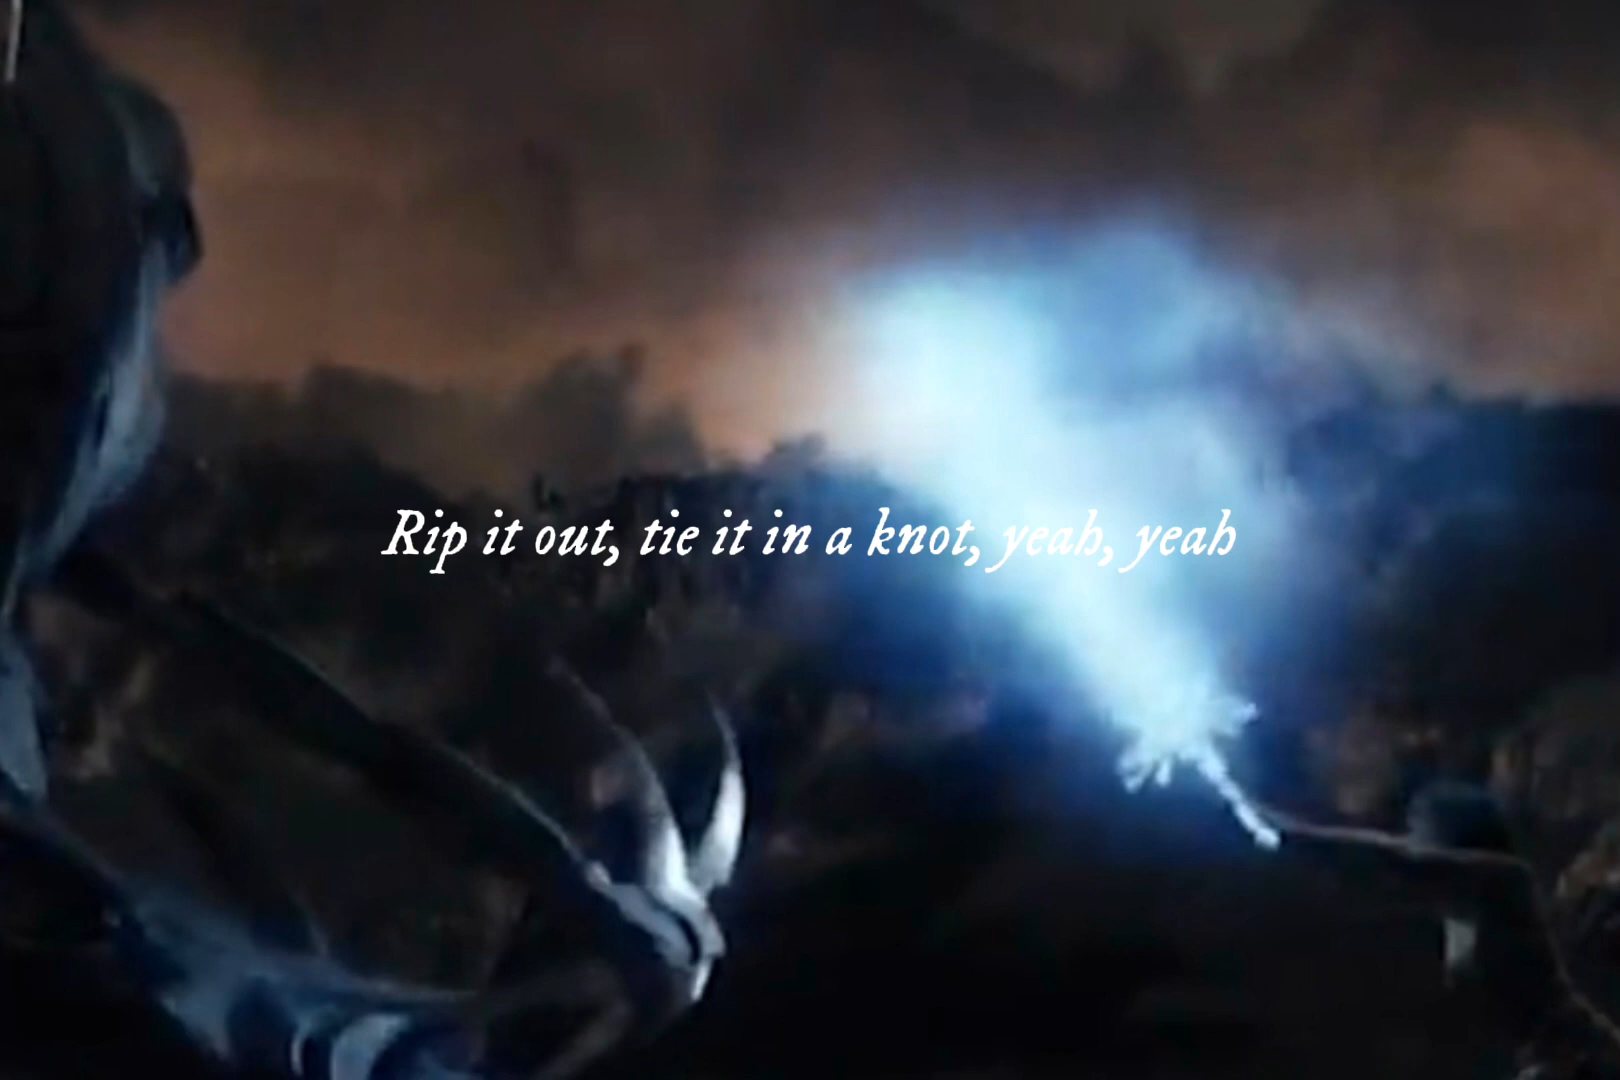 Rip it out, tie it in a knot, yeah, yeah